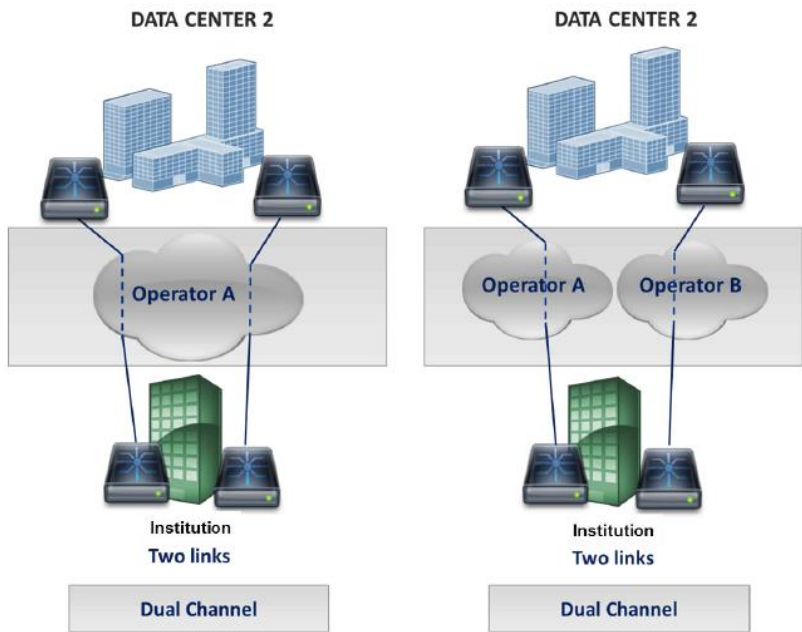 DATA CENTER 2
DATA CENTER 2
Operator A
Operator A
Operator B
Institution
Two links
Institution
Two links
Dual Channel
Dual Channel